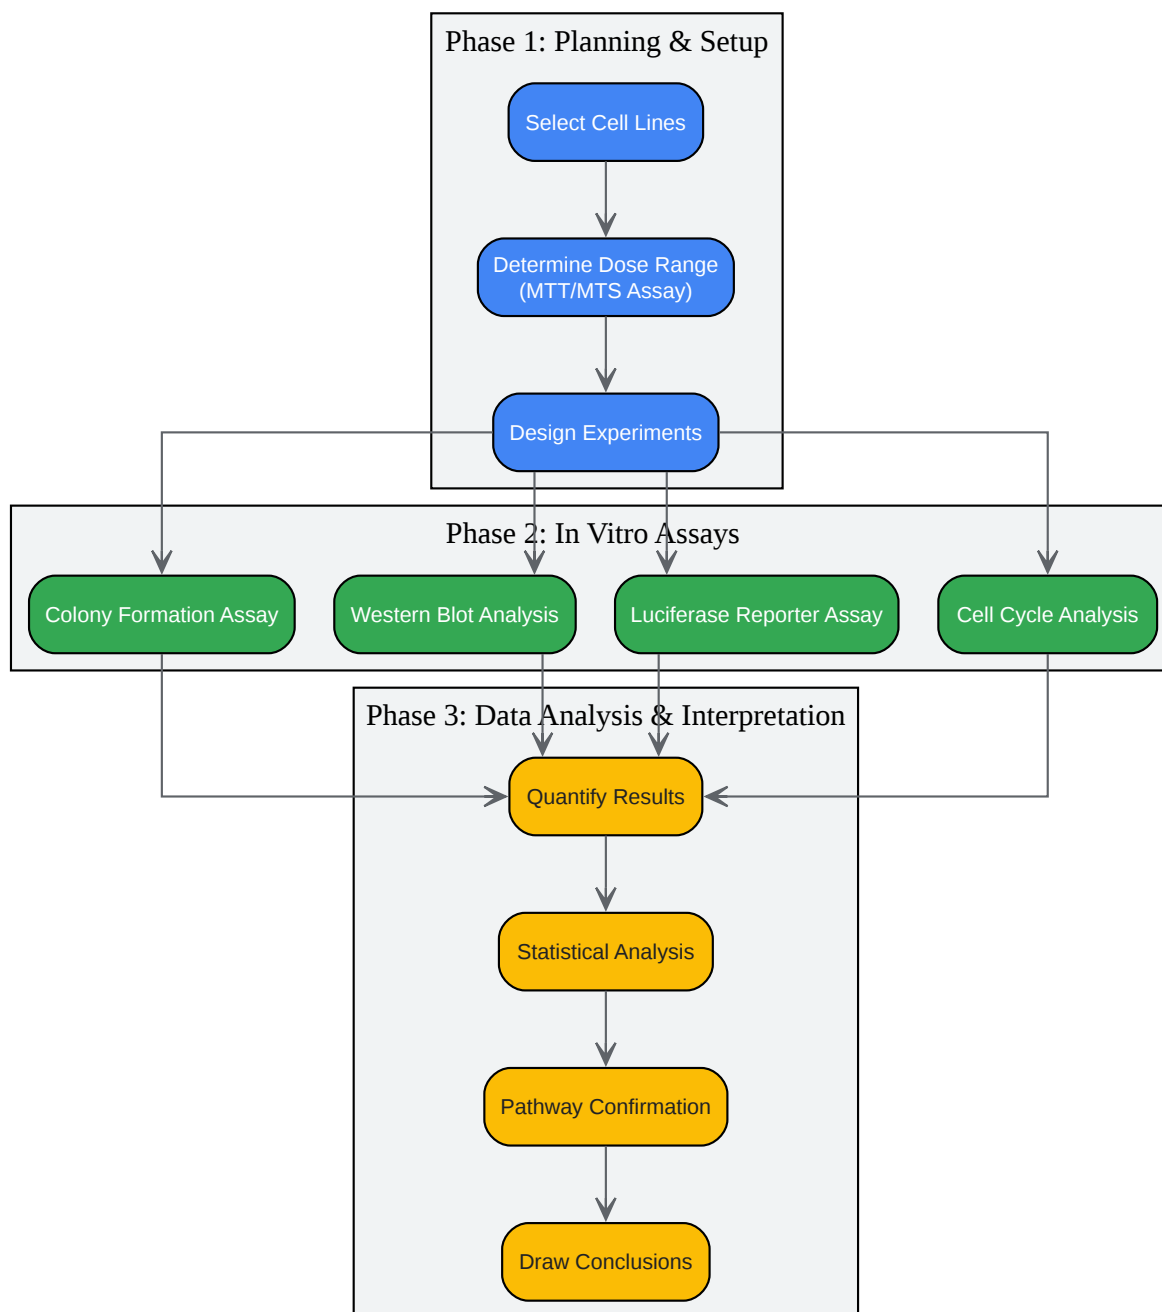 Phase 1: Planning & Setup
Select Cell Lines
Determine Dose Range
(MTT/MTS Assay)
Design Experiments
Phase 2: In Vitro Assays
Colony Formation Assay
Western Blot Analysis
Luciferase Reporter Assay
Cell Cycle Analysis
Phase 3: Data Analysis & Interpretation
Quantify Results
Statistical Analysis
Pathway Confirmation
Draw Conclusions